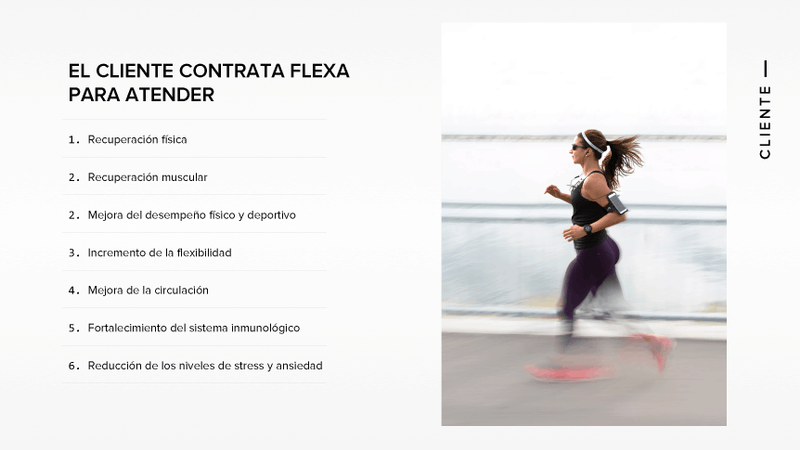 EL CLIENTE CONTRATA FLEXA
PARA ATENDER
1. Recuperación física
2. Recuperación muscular
2. Mejora del desempeño físico y deportivo
3. Incremento de la flexibilidad
4. Mejora de la circulación
5. Fortalecimiento del sistema inmunológico
6. Reducción de los niveles de stress y ansiedad
CLIENTE —